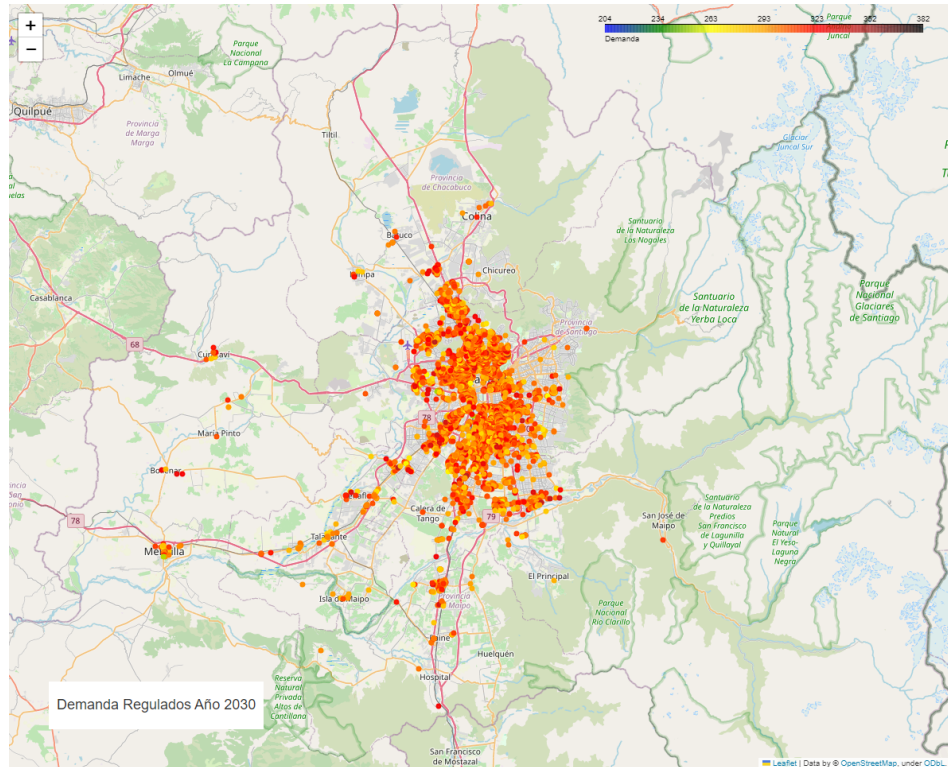 +
−
204 234 263 293 323 352 382
Demanda
Parque
Juncal
Parque
Nacional
La Campana
Olmué
Limache
Quilpué
Provincia
de Marga
Marga
Tiltil
Glaciar
Juncal Sur
Provincia
de Chacabuco
Colina
Santuario
de la Naturaleza
Los Nogales
Batuco
Chicureo
Casablanca
Santuario
de la Naturaleza
Yerba Loca
Parque
Nacional
Glaciares
de Santiago
Provincia
de Santiago
68
78
María Pinto
Calera de
Tango
79
San José de
Maipo
Santuario
de la Naturaleza
Predios
San Francisco
de Lagunilla
y Quillayal
78
Parque
Natural
El Yeso-
Laguna
Negra
El Principal
Isla de Maipo
Provincia
Maipo
Parque
Nacional
Río Clarillo
Paine
Huelquén
Hospital
Reserva
Natural
Privada
Altos de
Cantillana
Demanda Regulados Año 2030
San Francisco
de Mostazal
Leaflet | Data by © OpenStreetMap, under ODbL.